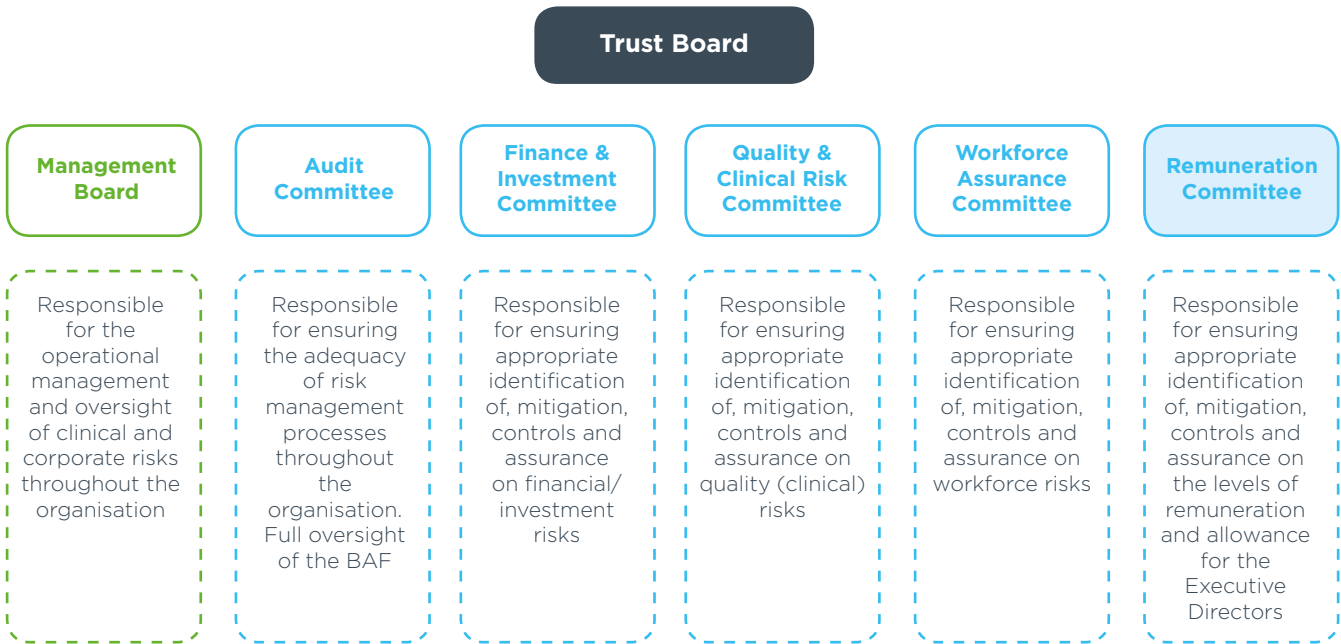 Trust Board
Management
Board
Audit
Committee
Finance &
Investment
Committee
Quality &
Clinical Risk
Committee
Workforce
Assurance
Committee
Remuneration
Committee
Responsible
for the
operational
management
and oversight
of clinical and
corporate risks
throughout the
organisation
Responsible
for ensuring
the adequacy
of risk
management
processes
throughout
the
organisation.
Full oversight
of the BAF
Responsible
for ensuring
appropriate
identification
of, mitigation,
controls and
assurance
on financial/
investment
risks
Responsible
for ensuring
appropriate
identification
of, mitigation,
controls and
assurance on
quality (clinical)
risks
Responsible
for ensuring
appropriate
identification
of, mitigation,
controls and
assurance on
workforce risks
Responsible
for ensuring
appropriate
identification
of, mitigation,
controls and
assurance on
the levels of
remuneration
and allowance
for the
Executive
Directors